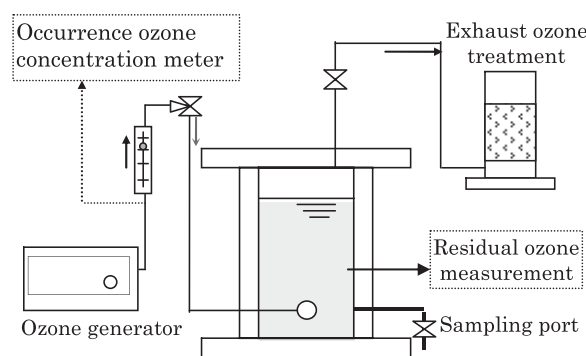 Occurrence ozone
concentration meter
Exhaust ozone
treatment
Residual ozone
measurement
Ozone generator
Sampling port